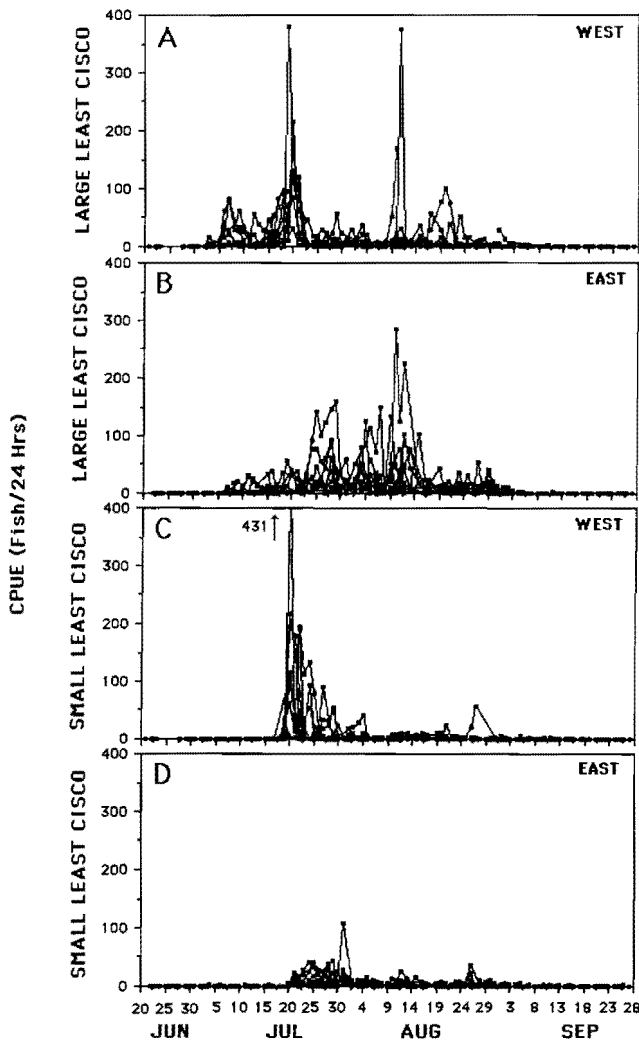 CPUE (Fish/24 Hrs)
LARGE LEAST CISCO
400
300
200
100
0
A
WEST
LARGE LEAST CISCO
400
300
200
100
0
B
EAST
SMALL LEAST CISCO
400
300
200
100
0
C
431↑
WEST
SMALL LEAST CISCO
400
300
200
100
0
D
EAST
20 25 30 5 10 15 20 25 30 4 9 14 19 24 29 3 8 13 23 28
JUN JUL AUG SEP